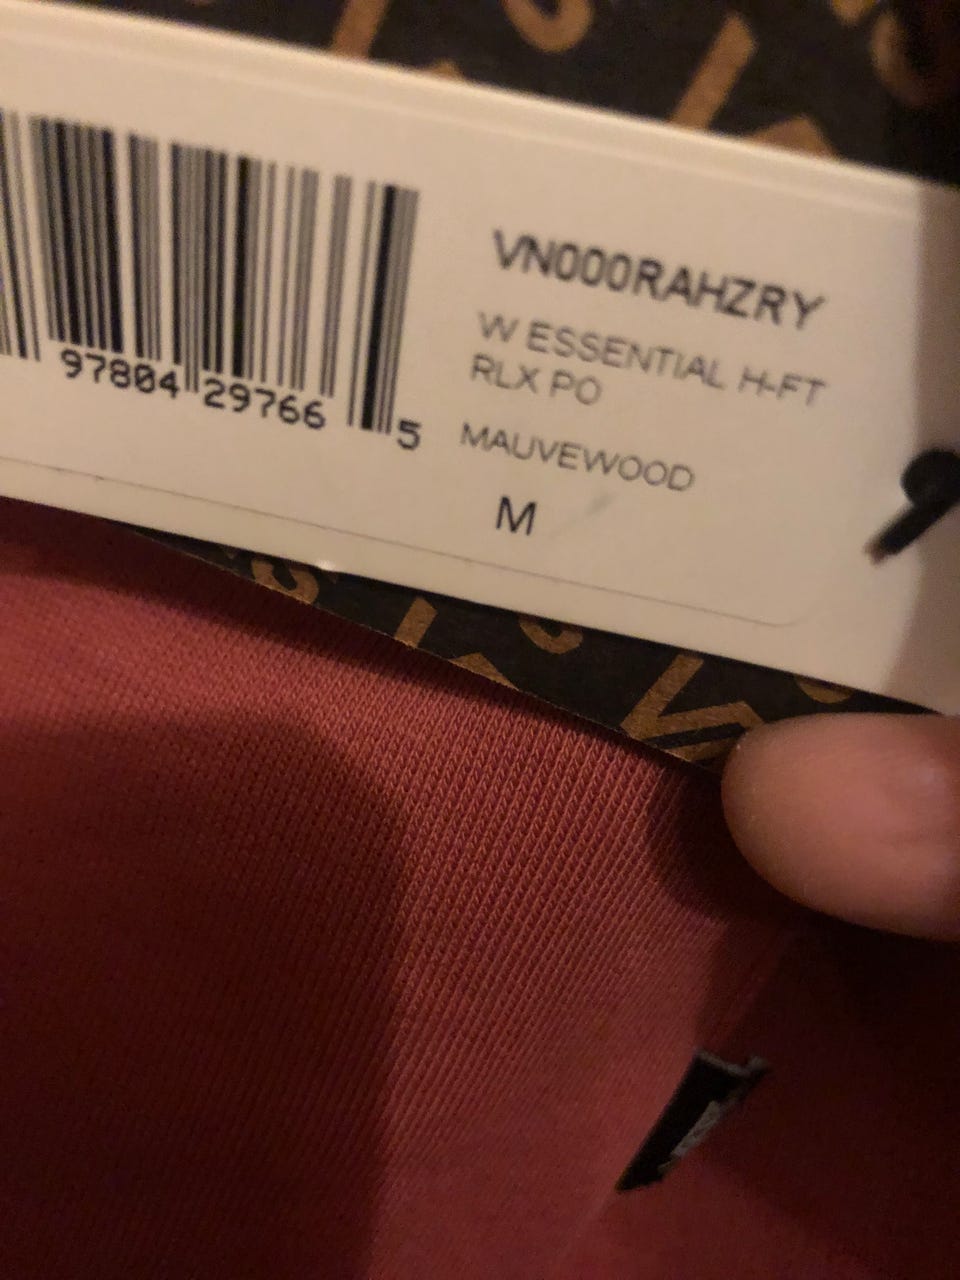 VN000RAHZRY
W ESSENTIAL H-FT
RLX PO
MAUVEWOOD
M
97804 29766 5